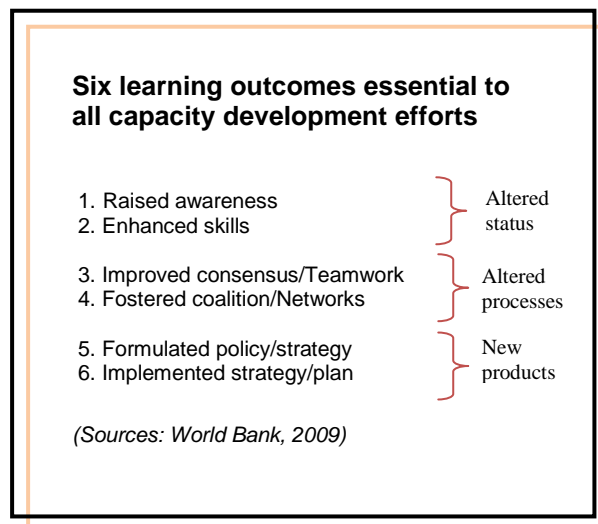 Six learning outcomes essential to
all capacity development efforts
1. Raised awareness
2. Enhanced skills
Altered
status
3. Improved consensus/Teamwork
4. Fostered coalition/Networks
Altered
processes
5. Formulated policy/strategy
6. Implemented strategy/plan
New
products
(Sources: World Bank, 2009)